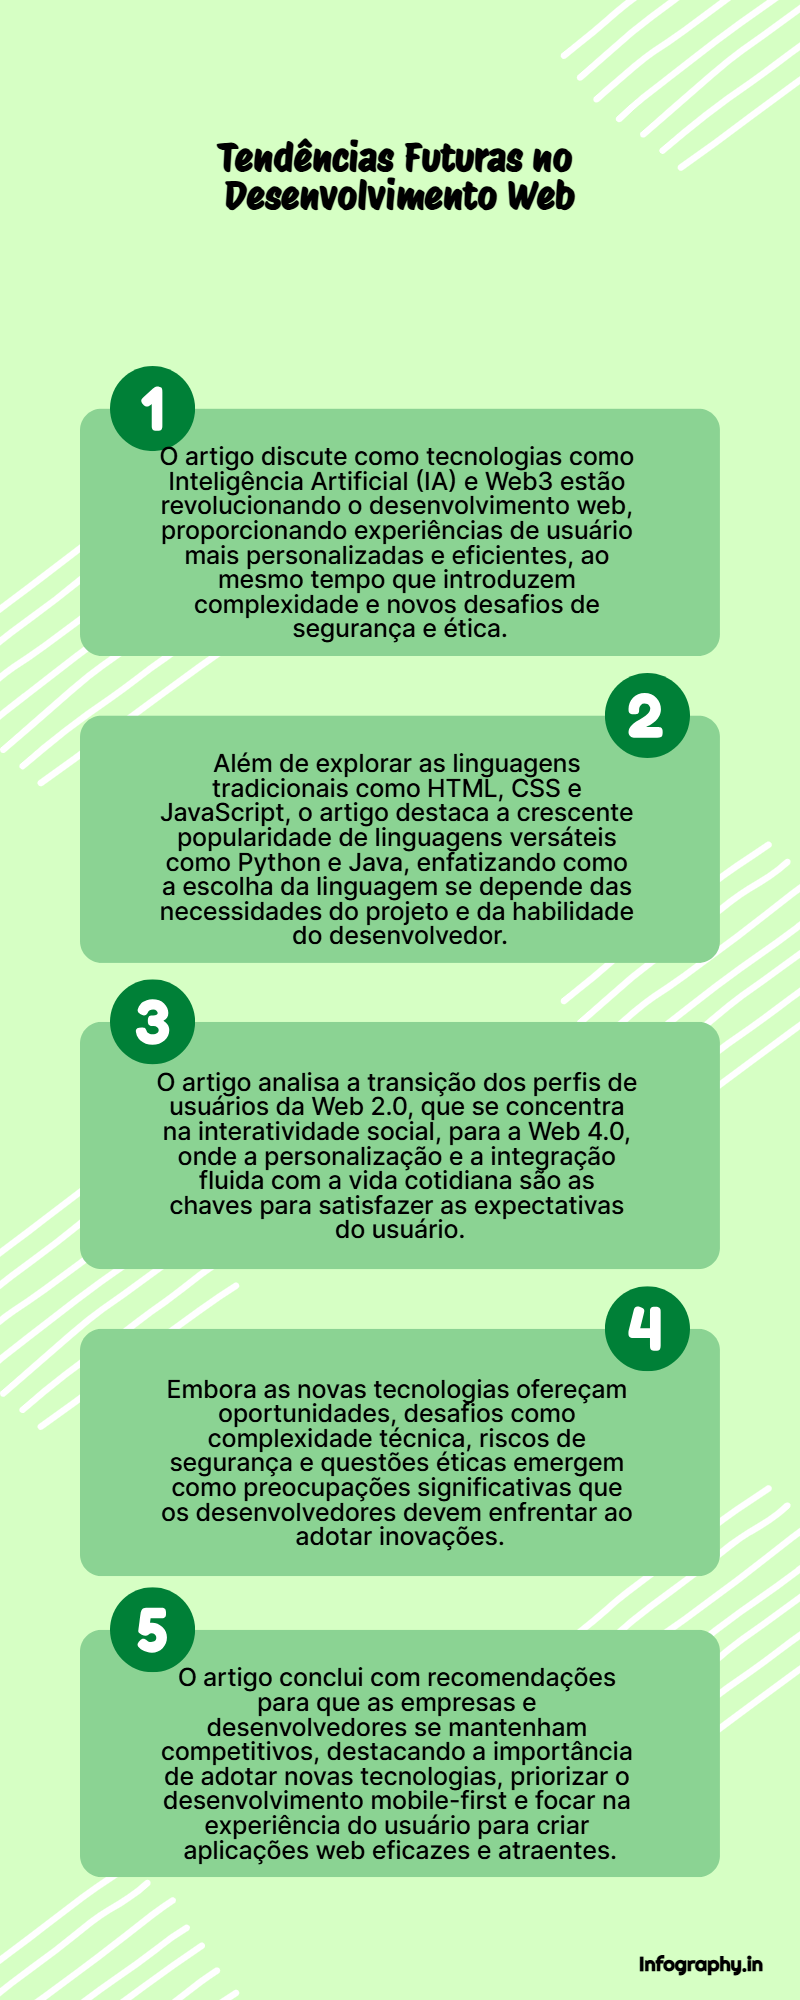 Tendências Futuras no
Desenvolvimento Web
1
O artigo discute como tecnologias como
Inteligência Artificial (IA) e Web3 estão
revolucionando o desenvolvimento web,
proporcionando experiências de usuário
mais personalizadas e eficientes, ao
mesmo tempo que introduzem
complexidade e novos desafios de
segurança e ética.
2
Além de explorar as linguagens
tradicionais como HTML, CSS e
JavaScript, o artigo destaca a crescente
popularidade de linguagens versáteis
como Python e Java, enfatizando como
a escolha da linguagem se depende das
necessidades do projeto e da habilidade
do desenvolvedor.
3
O artigo analisa a transição dos perfis de
usuários da Web 2.0, que se concentra
na interatividade social, para a Web 4.0,
onde a personalização e a integração
fluida com a vida cotidiana são as
chaves para satisfazer as expectativas
do usuário.
4
Embora as novas tecnologias ofereçam
oportunidades, desafios como
complexidade técnica, riscos de
segurança e questões éticas emergem
como preocupações significativas que
os desenvolvedores devem enfrentar ao
adotar inovações.
5
O artigo conclui com recomendações
para que as empresas e
desenvolvedores se mantenham
competitivos, destacando a importância
de adotar novas tecnologias, priorizar o
desenvolvimento mobile-first e focar na
experiência do usuário para criar
aplicações web eficazes e atraentes.
Infography.in